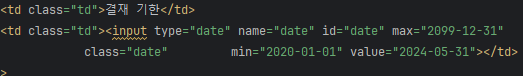 <td class="td">결재 기한</td>
<td class="td"><input type="date" name="date" id="date" max="2099-12-31"
class="date" min="2020-01-01" value="2024-05-31"></td>
>